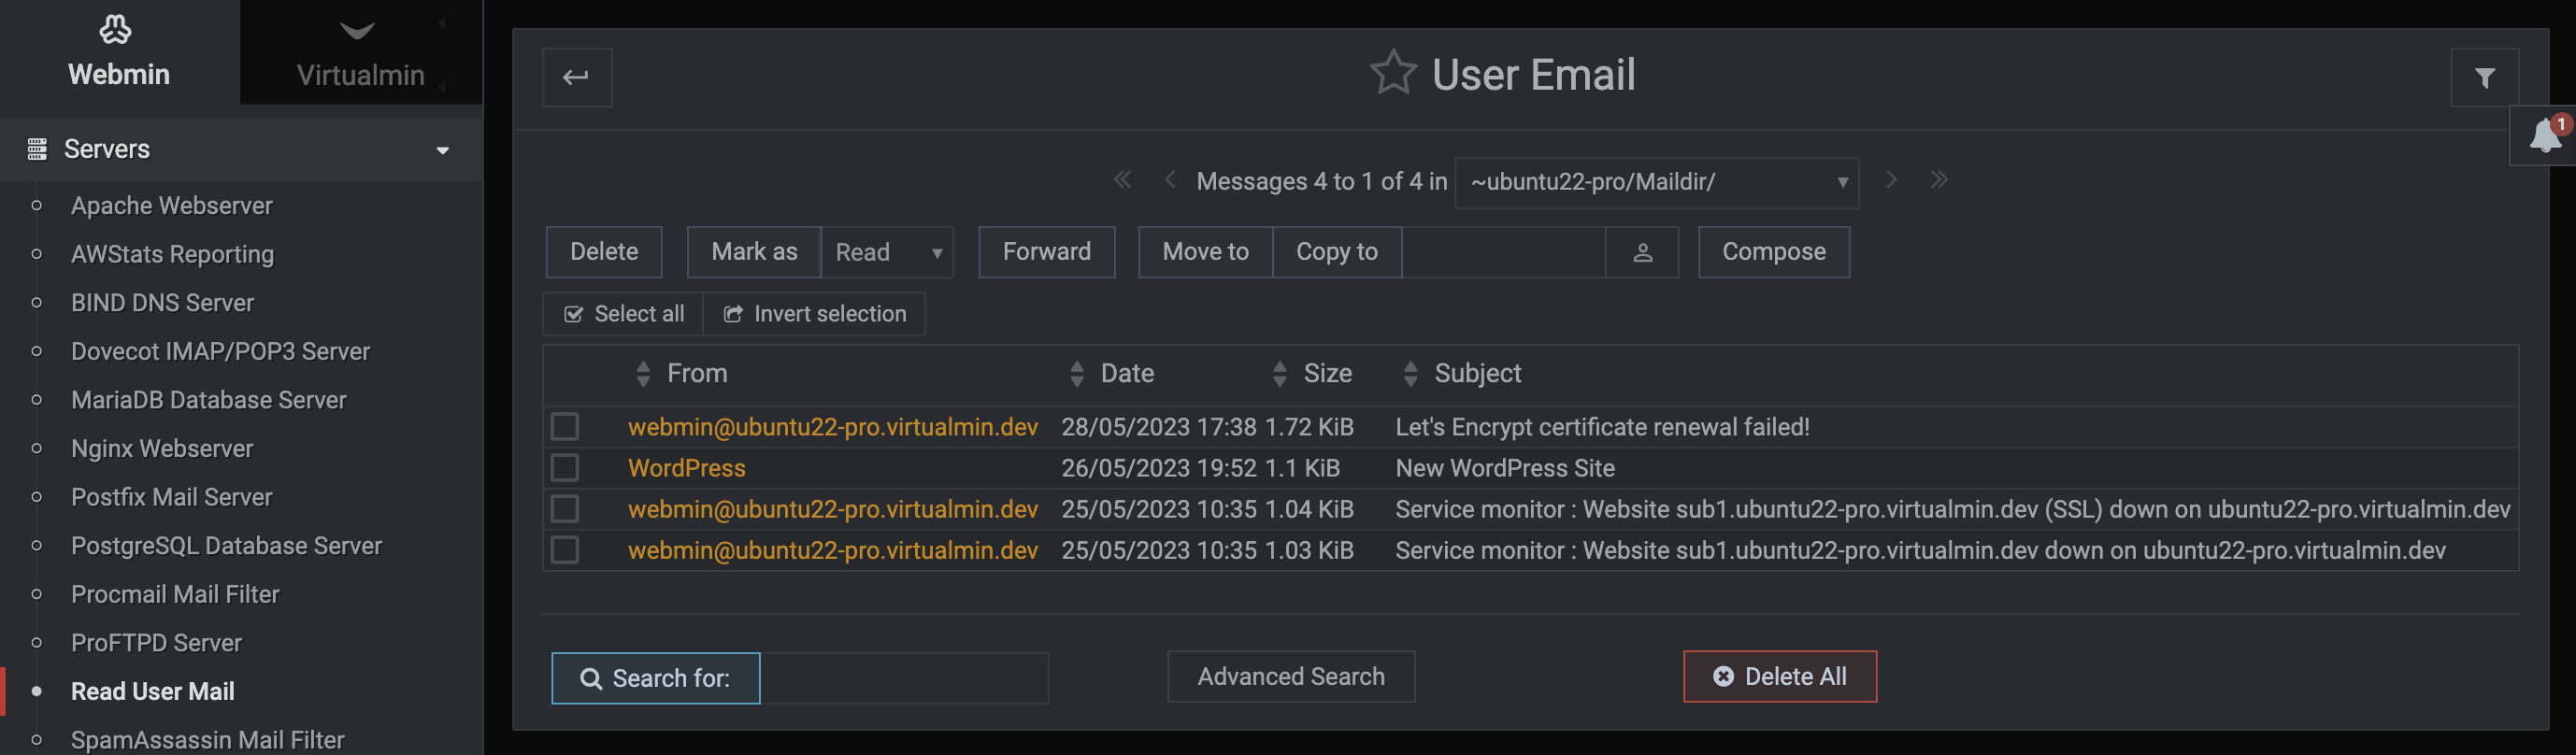 Webmin
Virtualmin
Servers
Apache Webserver
AWStats Reporting
BIND DNS Server
Dovecot IMAP/POP3 Server
MariaDB Database Server
Nginx Webserver
Postfix Mail Server
PostgreSQL Database Server
Procmail Mail Filter
ProFTPD Server
Read User Mail
SpamAssassin Mail Filter
User Email
1
Messages 4 to 1 of 4 in ~ubuntu22-pro/Maildir/
Delete Mark as Read Forward Move to Copy to Compose
Select all Invert selection
From Date Size Subject
webmin@ubuntu22-pro.virtualmin.dev 28/05/2023 17:38 1.72 KiB Let's Encrypt certificate renewal failed!
WordPress 26/05/2023 19:52 1.1 KiB New WordPress Site
webmin@ubuntu22-pro.virtualmin.dev 25/05/2023 10:35 1.04 KiB Service monitor : Website sub1.ubuntu22-pro.virtualmin.dev (SSL) down on ubuntu22-pro.virtualmin.dev
webmin@ubuntu22-pro.virtualmin.dev 25/05/2023 10:35 1.03 KiB Service monitor : Website sub1.ubuntu22-pro.virtualmin.dev down on ubuntu22-pro.virtualmin.dev
Search for: Advanced Search Delete All